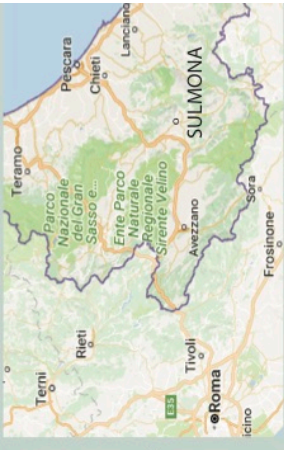 Teramo
Pescara
Terni
Parco
Nazionale
del Gran
Sasso e...
Chieti
Rieti
Lanciano
Ente Parco
Naturale
Regionale
Sirente Velino
E35
Tivoli
Avezzano
SULMONA
Roma
Sora
icino
Frosinone